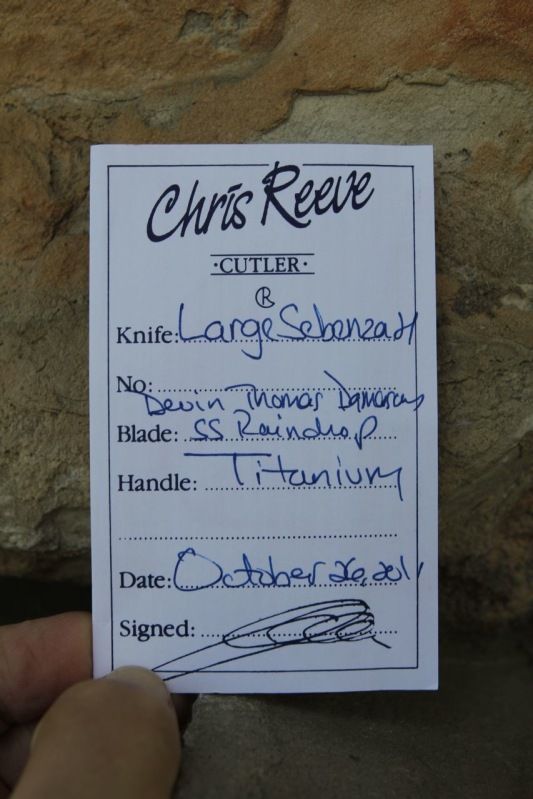 Chris Reeve
·CUTLER·
®
Knife: Large Sebenza 21
No:
Devin Thomas Damascus
Blade: SS Raindrop
Handle: Titanium
Date: October 26, 2011
Signed: